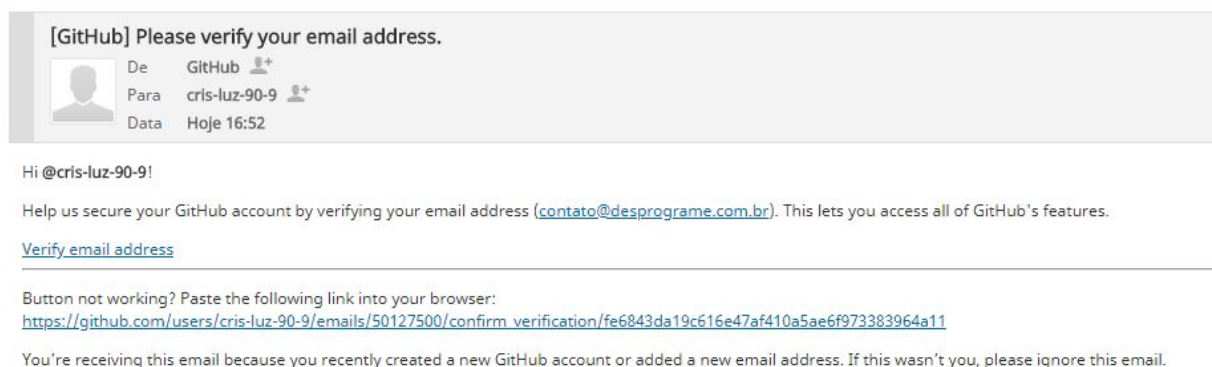 [GitHub] Please verify your email address.
De GitHub
Para cris-luz-90-9
Data Hoje 16:52
Hi @cris-luz-90-9!
Help us secure your GitHub account by verifying your email address (contato@desprograme.com.br). This lets you access all of GitHub's features.
Verify email address
Button not working? Paste the following link into your browser:
https://github.com/users/cris-luz-90-9/emails/50127500/confirm_verification/fe6843da19c616e47af410a5ae6f973383964a11
You're receiving this email because you recently created a new GitHub account or added a new email address. If this wasn't you, please ignore this email.